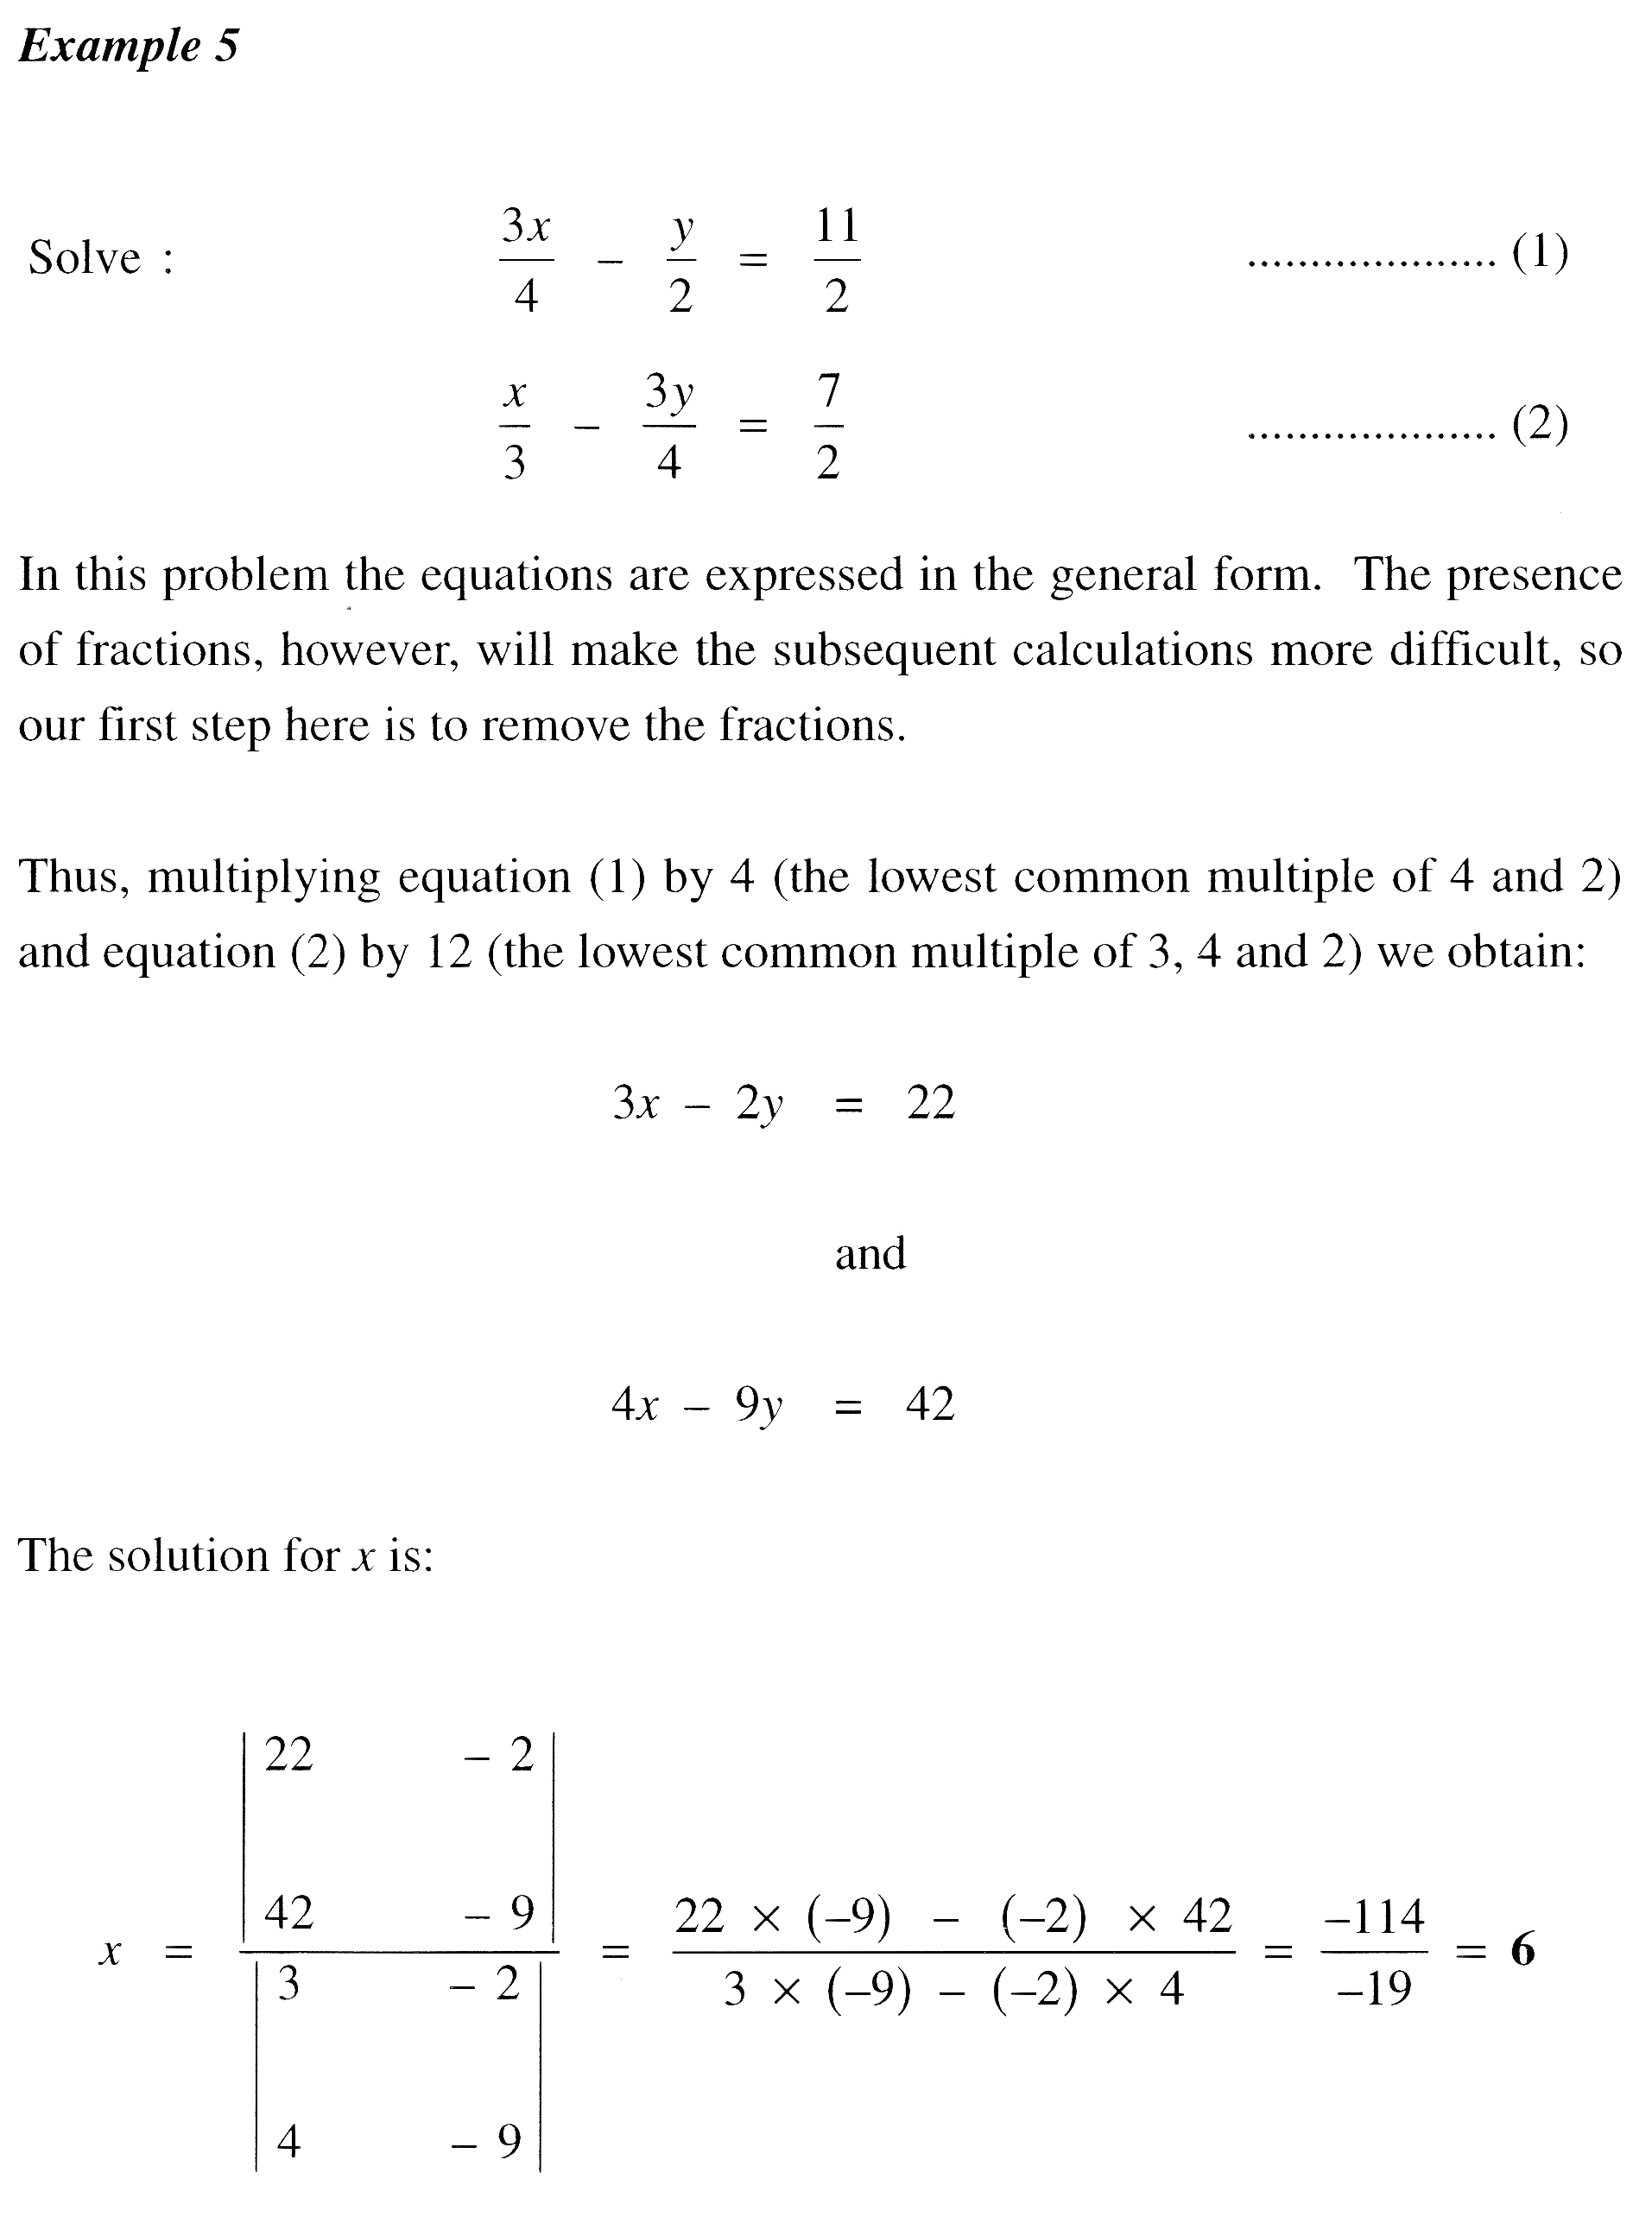 Example 5
Solve : 3x/4 – y/2 = 11/2 .................... (1)
x/3 – 3y/4 = 7/2 .................... (2)
In this problem the equations are expressed in the general form. The presence
of fractions, however, will make the subsequent calculations more difficult, so
our first step here is to remove the fractions.
Thus, multiplying equation (1) by 4 (the lowest common multiple of 4 and 2)
and equation (2) by 12 (the lowest common multiple of 3, 4 and 2) we obtain:
3x – 2y = 22
and
4x – 9y = 42
The solution for x is:
| 22 – 2 |
| 42 – 9 |
x = ———— = (22 × (–9) – (–2) × 42)/(3 × (–9) – (–2) × 4) = –114/–19 = 6
| 3 – 2 |
| 4 – 9 |